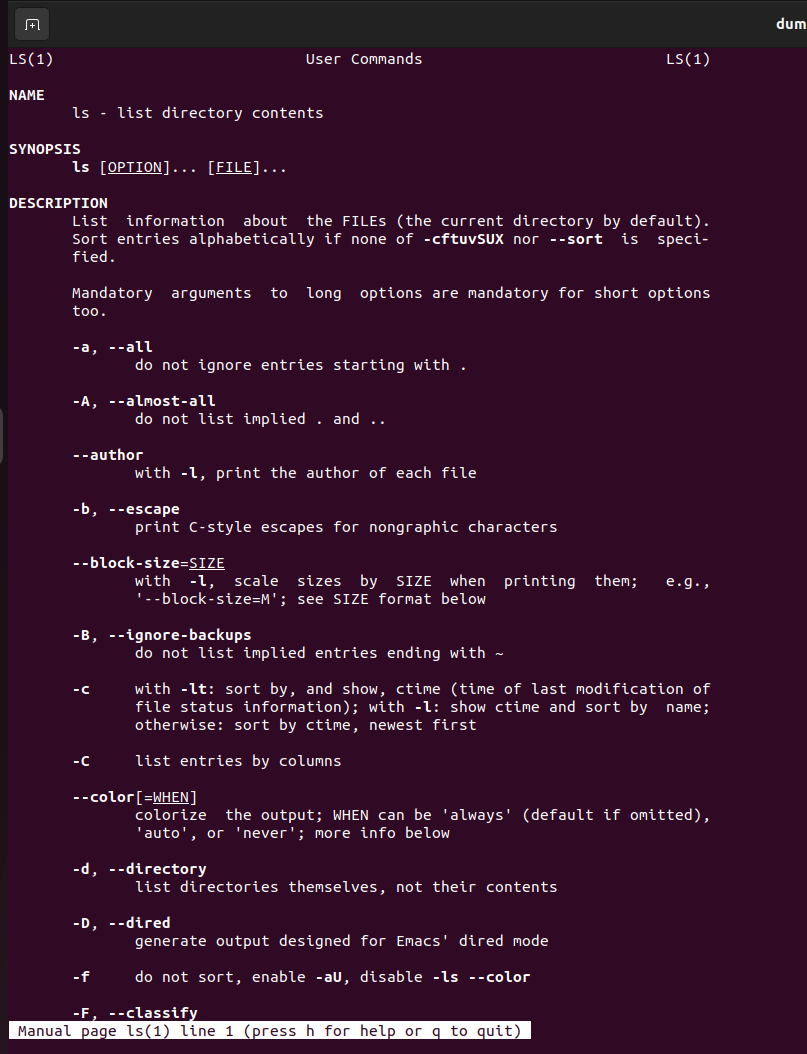 dum
LS(1) User Commands LS(1)
NAME
ls - list directory contents
SYNOPSIS
ls [OPTION]... [FILE]...
DESCRIPTION
List information about the FILEs (the current directory by default).
Sort entries alphabetically if none of -cftuvSUX nor --sort is speci-
fied.
Mandatory arguments to long options are mandatory for short options
too.
-a, --all
do not ignore entries starting with .
-A, --almost-all
do not list implied . and ..
--author
with -l, print the author of each file
-b, --escape
print C-style escapes for nongraphic characters
--block-size=SIZE
with -l, scale sizes by SIZE when printing them; e.g.,
'--block-size=M'; see SIZE format below
-B, --ignore-backups
do not list implied entries ending with ~
-c with -lt: sort by, and show, ctime (time of last modification of
file status information); with -l: show ctime and sort by name;
otherwise: sort by ctime, newest first
-C list entries by columns
--color[=WHEN]
colorize the output; WHEN can be 'always' (default if omitted),
'auto', or 'never'; more info below
-d, --directory
list directories themselves, not their contents
-D, --dired
generate output designed for Emacs' dired mode
-f do not sort, enable -aU, disable -ls --color
-F, --classify
Manual page ls(1) line 1 (press h for help or q to quit)